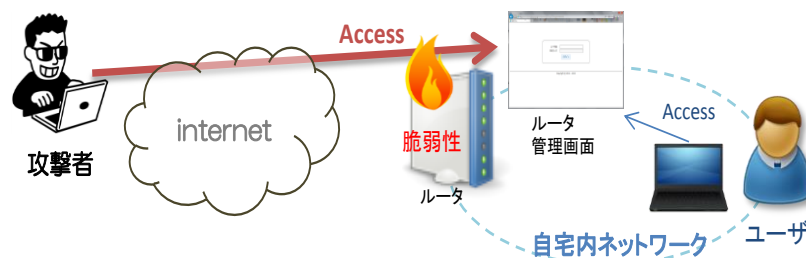 Access
internet
攻撃者
脆弱性
ルータ
ルータ
管理画面
Access
自宅内ネットワーク
ユーザ